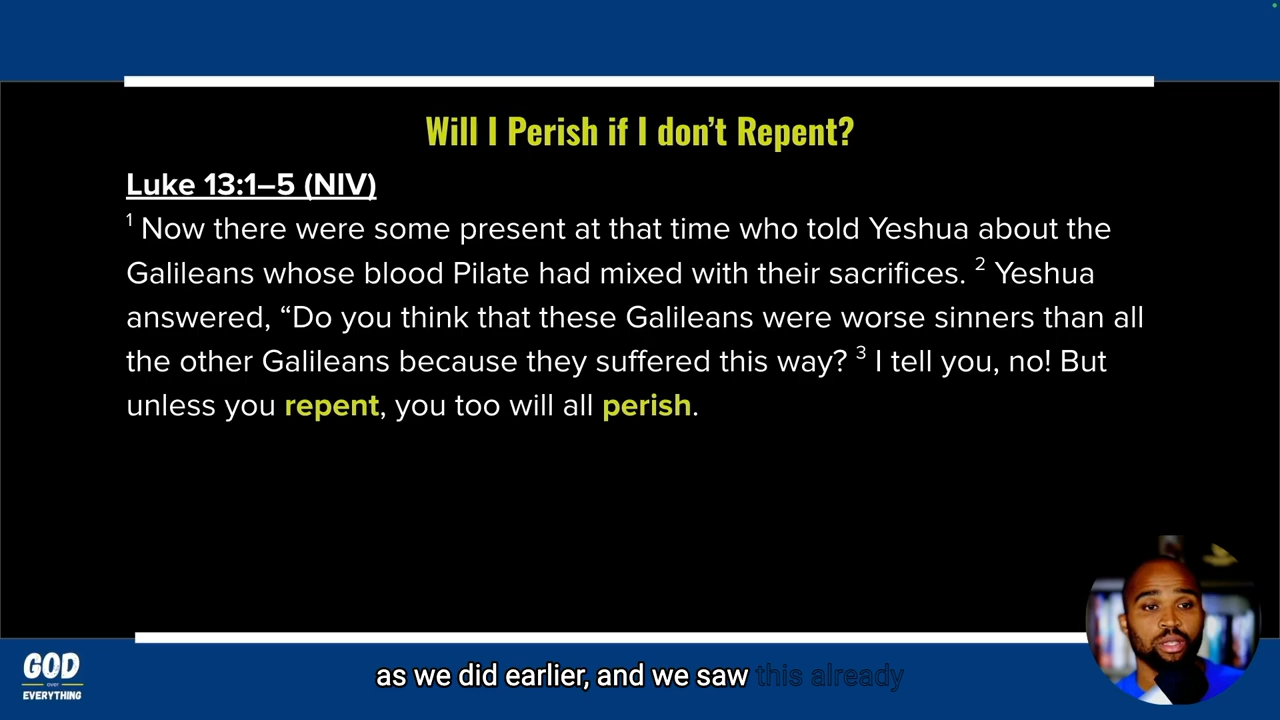 Will I Perish if I don’t Repent?
Luke 13:1–5 (NIV)
1 Now there were some present at that time who told Yeshua about the
Galileans whose blood Pilate had mixed with their sacrifices. 2 Yeshua
answered, “Do you think that these Galileans were worse sinners than all
the other Galileans because they suffered this way? 3 I tell you, no! But
unless you repent, you too will all perish.
GOD
OVER
EVERYTHING
as we did earlier, and we saw this already